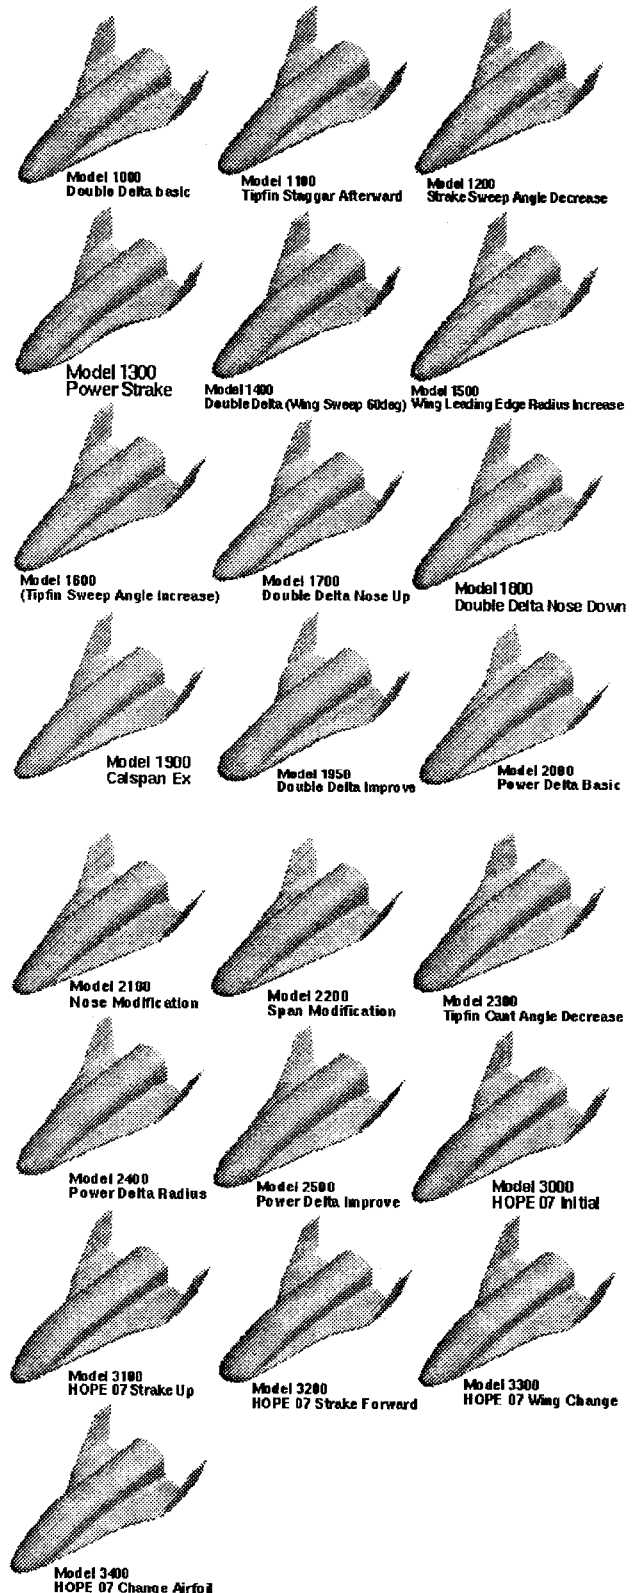 Model 1000
Double Delta basic
Model 1100
Tipfin Staggar Afterward
Model 1200
Strake Sweep Angle Decrease
Model 1300
Power Strake
Model 1400
Double Delta (Wing Sweep 60deg)
Model 1500
Wing Leading Edge Radius Increase
Model 1600
(Tipfin Sweep Angle Increase)
Model 1700
Double Delta Nose Up
Model 1800
Double Delta Nose Down
Model 1900
Calspan Ex
Model 1950
Double Delta Improve
Model 2000
Power Delta Basic
Model 2100
Nose Modification
Model 2200
Span Modification
Model 2300
Tipfin Cant Angle Decrease
Model 2400
Power Delta Radius
Model 2500
Power Delta Improve
Model 3000
HOPE 07 Initial
Model 3100
HOPE 07 Strake Up
Model 3200
HOPE 07 Strake Forward
Model 3300
HOPE 07 Wing Change
Model 3400
HOPE 07 Change Airfoil